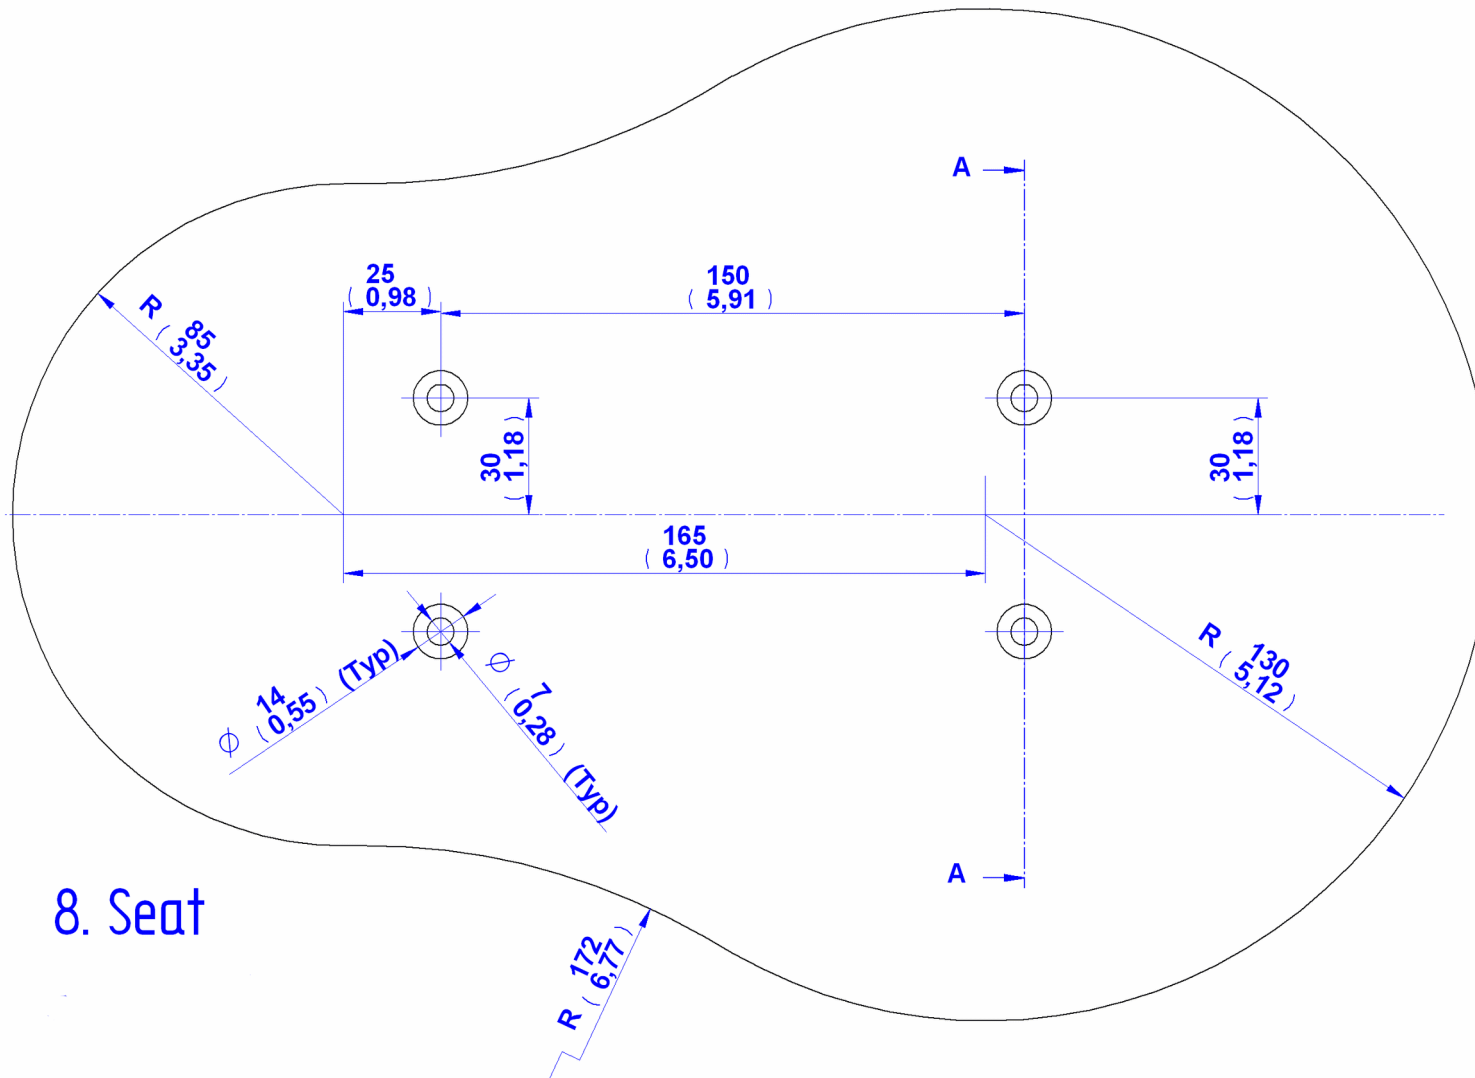 A
25
( 0,98 )
150
( 5,91 )
R 85
( 3,35 )
30
( 1,18 )
30
( 1,18 )
165
( 6,50 )
R 130
( 5,12 )
Ø 14 (Typ)
( 0,55 )
Ø 7
( 0,28 ) (Typ)
A
8. Seat
R 172
( 6,77 )